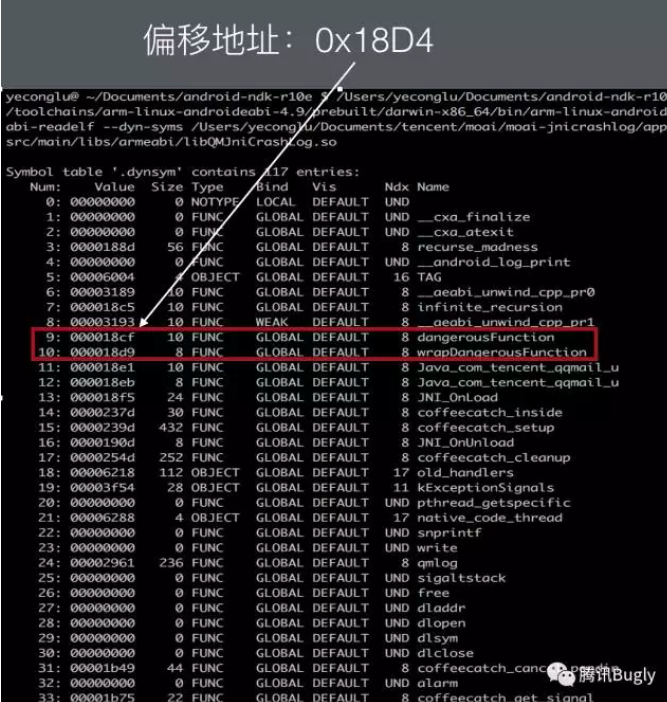 偏移地址：0x18D4
yeconglu@ ~/Documents/android-ndk-r10e $ /Users/yeconglu/Documents/android-ndk-r10
/toolchains/arm-linux-androideabi-4.9/prebuilt/darwin-x86_64/bin/arm-linux-android
abi-readelf --dyn-syms /Users/yeconglu/Documents/tencent/moai/moai-jnicrashlog/app
src/main/libs/armeabi/libQMJniCrashLog.so
Symbol table '.dynsym' contains 117 entries:
Num: Value Size Type Bind Vis Ndx Name
0: 00000000 0 NOTYPE LOCAL DEFAULT UND
1: 00000000 0 FUNC GLOBAL DEFAULT UND __cxa_finalize
2: 00000000 0 FUNC GLOBAL DEFAULT UND __cxa_atexit
3: 0000188d 56 FUNC GLOBAL DEFAULT 8 recurse_madness
4: 00000000 0 FUNC GLOBAL DEFAULT UND __android_log_print
5: 00006004 4 OBJECT GLOBAL DEFAULT 16 TAG
6: 00003189 10 FUNC GLOBAL DEFAULT 8 __aeabi_unwind_cpp_pr0
7: 000018c5 10 FUNC GLOBAL DEFAULT 8 infinite_recursion
8: 00003193 10 FUNC WEAK DEFAULT 8 __aeabi_unwind_cpp_pr1
9: 000018cf 10 FUNC GLOBAL DEFAULT 8 dangerousFunction
10: 000018d9 8 FUNC GLOBAL DEFAULT 8 wrapDangerousFunction
11: 000018e1 10 FUNC GLOBAL DEFAULT 8 Java_com_tencent_qqmail_u
12: 000018eb 8 FUNC GLOBAL DEFAULT 8 Java_com_tencent_qqmail_u
13: 000018f5 24 FUNC GLOBAL DEFAULT 8 JNI_OnLoad
14: 0000237d 30 FUNC GLOBAL DEFAULT 8 coffeecatch_inside
15: 0000239d 432 FUNC GLOBAL DEFAULT 8 coffeecatch_setup
16: 0000190d 8 FUNC GLOBAL DEFAULT 8 JNI_OnUnload
17: 0000254d 252 FUNC GLOBAL DEFAULT 8 coffeecatch_cleanup
18: 00006218 112 OBJECT GLOBAL DEFAULT 17 old_handlers
19: 00003f54 28 OBJECT GLOBAL DEFAULT 11 kExceptionSignals
20: 00000000 0 FUNC GLOBAL DEFAULT UND pthread_getspecific
21: 00006288 4 OBJECT GLOBAL DEFAULT 17 native_code_thread
22: 00000000 0 FUNC GLOBAL DEFAULT UND snprintf
23: 00000000 0 FUNC GLOBAL DEFAULT UND write
24: 00002961 236 FUNC GLOBAL DEFAULT 8 qmlog
25: 00000000 0 FUNC GLOBAL DEFAULT UND sigaltstack
26: 00000000 0 FUNC GLOBAL DEFAULT UND free
27: 00000000 0 FUNC GLOBAL DEFAULT UND dladdr
28: 00000000 0 FUNC GLOBAL DEFAULT UND dlopen
29: 00000000 0 FUNC GLOBAL DEFAULT UND dlsym
30: 00000000 0 FUNC GLOBAL DEFAULT UND dlclose
31: 00001b49 44 FUNC GLOBAL DEFAULT 8
32: 00000000 0 FUNC GLOBAL DEFAULT UND alarm
33: 00001b75 22 FUNC GLOBAL DEFAULT 8 coffeecatch_get_signal
腾讯Bugly